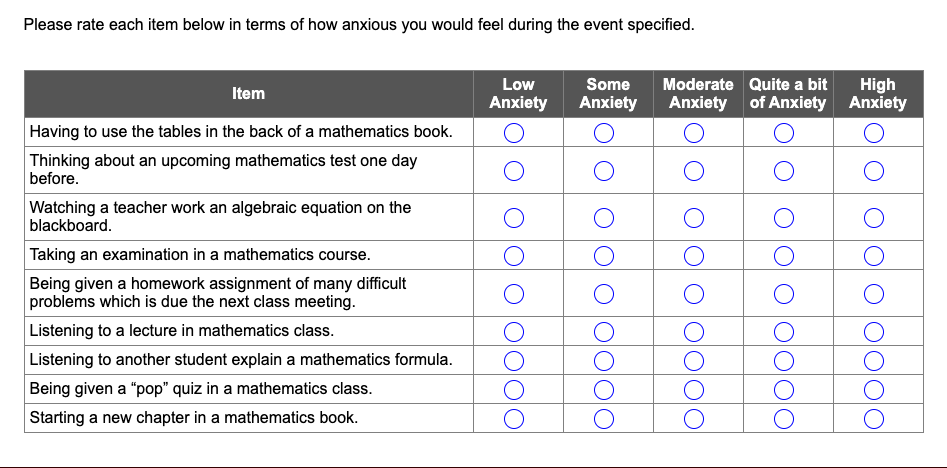 Please rate each item below in terms of how anxious you would feel during the event specified.
Item
Low
Anxiety
Some
Anxiety
Moderate
Anxiety
Quite a bit
of Anxiety
High
Anxiety
Having to use the tables in the back of a mathematics book.
Thinking about an upcoming mathematics test one day
before.
Watching a teacher work an algebraic equation on the
blackboard.
Taking an examination in a mathematics course.
Being given a homework assignment of many difficult
problems which is due the next class meeting.
Listening to a lecture in mathematics class.
Listening to another student explain a mathematics formula.
Being given a “pop” quiz in a mathematics class.
Starting a new chapter in a mathematics book.